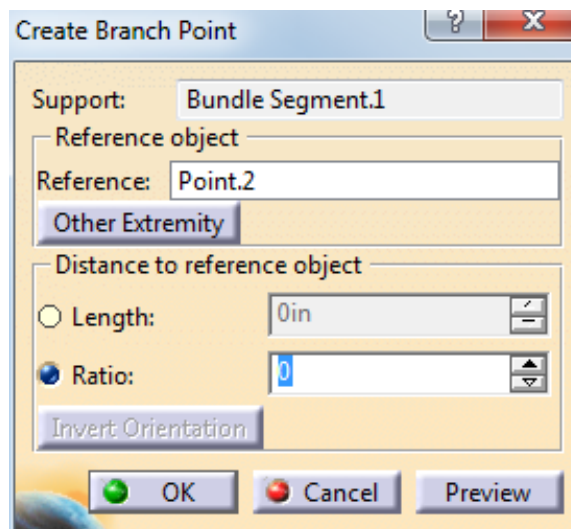 Create Branch Point ? X
Support: Bundle Segment.1
Reference object
Reference: Point.2
Other Extremity
Distance to reference object
Length: 0in
Ratio: 0
Invert Orientation
OK Cancel Preview